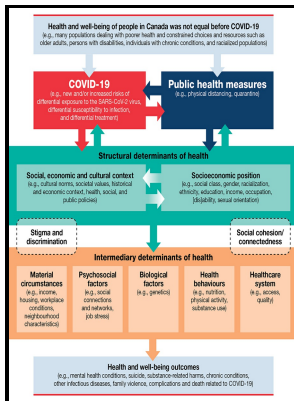 Health and well-being of people in Canada was not equal before COVID-19
(e.g., many populations dealing with poorer health and constrained choices and resources such as
older adults, persons with disabilities, individuals with chronic conditions, and racialized populations)
COVID-19
(e.g., new and/or increased risks of
differential exposure to the SARS-CoV-2 virus,
differential susceptibility to infection,
and differential treatment)
Public health measures
(e.g., physical distancing, quarantine)
Structural determinants of health
Social, economic and cultural context
(e.g., cultural norms, societal values, historical
and economic context, health, social, and
public policies)
Socioeconomic position
(e.g., social class, gender, racialization,
ethnicity, education, income, occupation,
[dis]ability, sexual orientation)
Stigma and
discrimination
Social cohesion/
connectedness
Intermediary determinants of health
Material
circumstances
(e.g., income,
housing, workplace
conditions,
neighbourhood
characteristics)
Psychosocial
factors
(e.g., social
connections
and networks,
job stress)
Biological
factors
(e.g., genetics)
Health
behaviours
(e.g., nutrition,
physical activity,
substance use)
Healthcare
system
(e.g., access,
quality)
Health and well-being outcomes
(e.g., mental health conditions, suicide, substance-related harms, chronic conditions,
other infectious diseases, family violence, complications and death related to COVID-19)